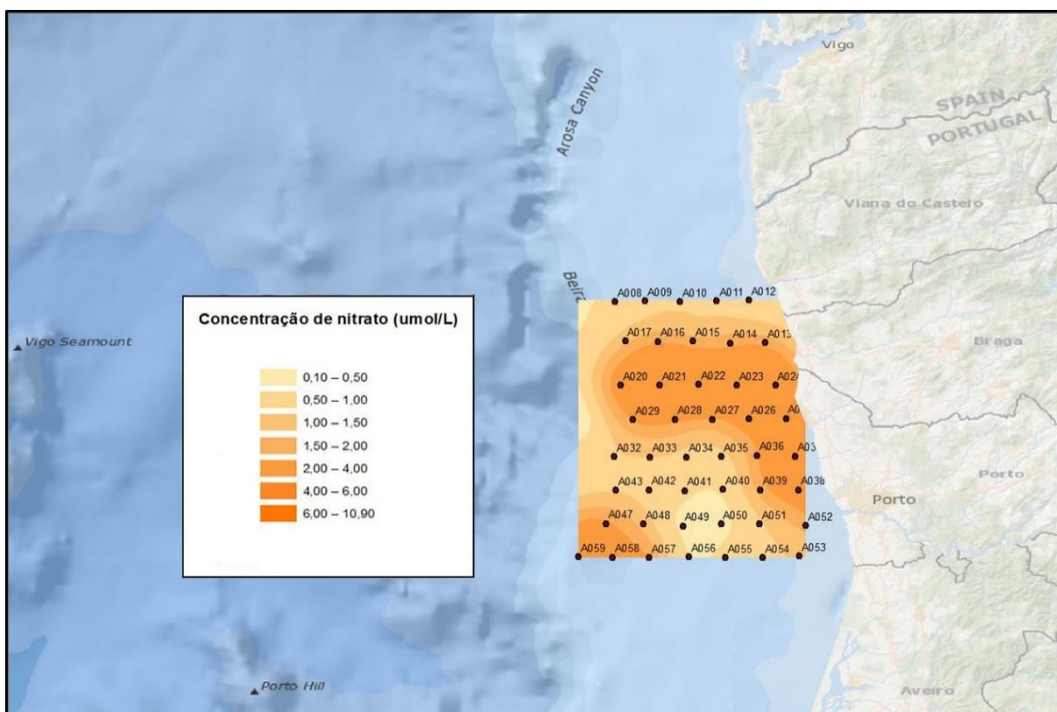 Vigo
Arosa Canyon
SPAIN
PORTUGAL
Viana do Castelo
Beira
A008 A009 A010 A011 A012
Concentração de nitrato (umol/L)
Vigo Seamount
A017 A016 A015 A014 A013
Braga
0,10 – 0,50
A020 A021 A022 A023 A024
0,50 – 1,00
1,00 – 1,50
A029 A028 A027 A026
1,50 – 2,00
2,00 – 4,00
A032 A033 A034 A035 A036
Porto
4,00 – 6,00
A043 A042 A041 A040 A039 A038
Porto
6,00 – 10,90
A047 A048 A049 A050 A051 A052
A059 A058 A057 A056 A055 A054 A053
Porto Hill
Aveiro